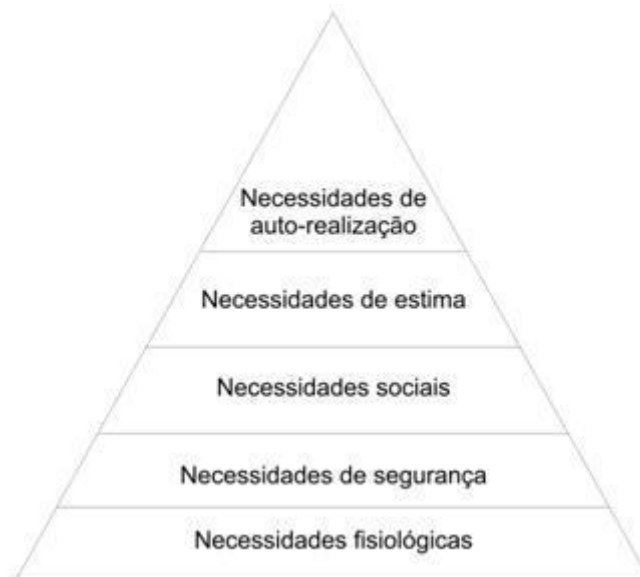 Necessidades de
auto-realização
Necessidades de estima
Necessidades sociais
Necessidades de segurança
Necessidades fisiológicas